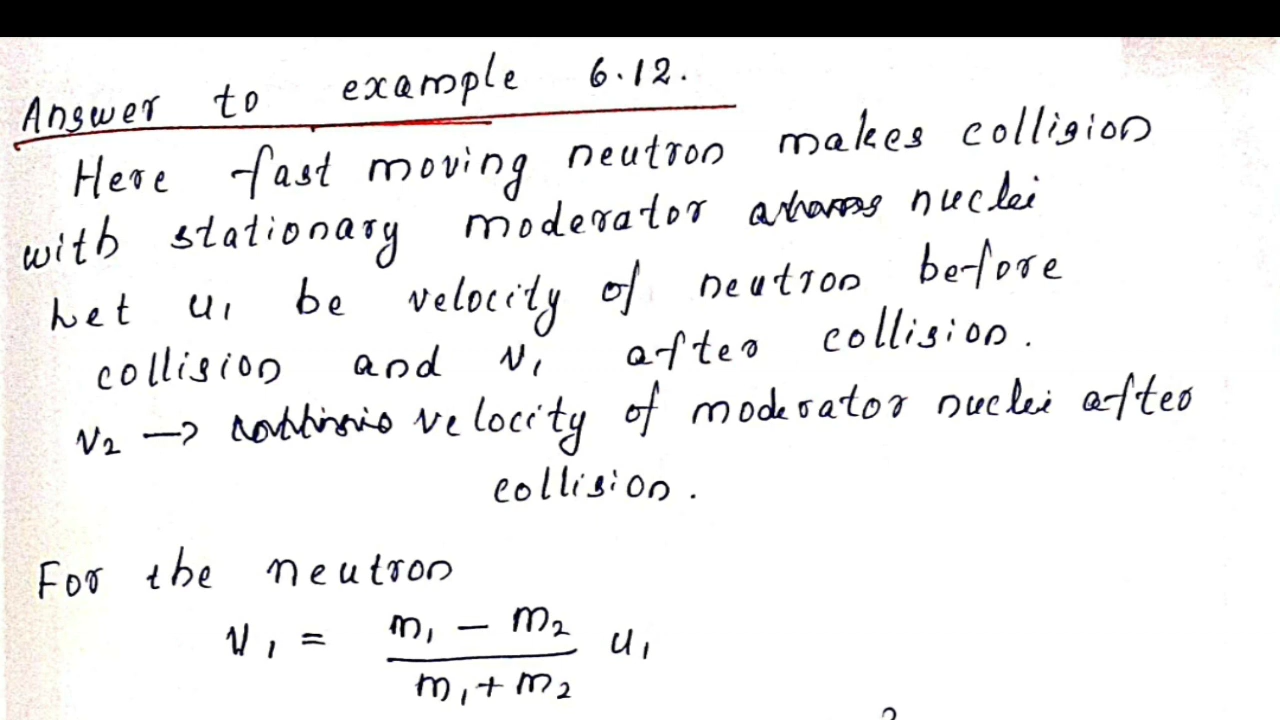 Answer to example 6.12.
Here fast moving neutron makes collision
with stationary moderator nuclei
Let u₁ be velocity of neutron before
collision and v₁ after collision.
v₂ → velocity of moderator nuclei after
collision.
For the neutron
v₁ = (m₁ - m₂)/(m₁ + m₂) u₁